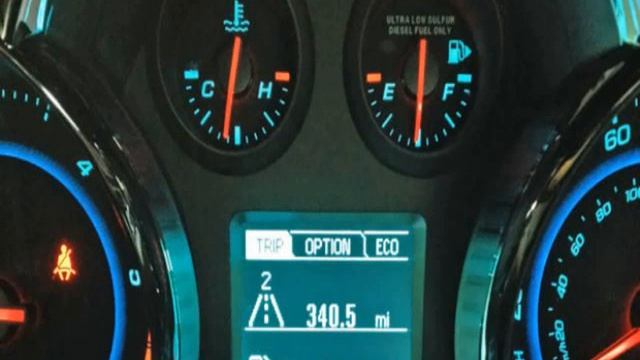 ULTRA LOW SULFUR
DIESEL FUEL ONLY
C H
E F
4
60
TRIP OPTION ECO
2
340.5 mi
100
80
60
40
20